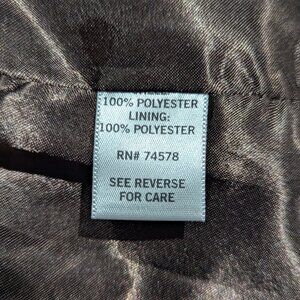 100% POLYESTER
LINING:
100% POLYESTER
RN# 74578
SEE REVERSE
FOR CARE